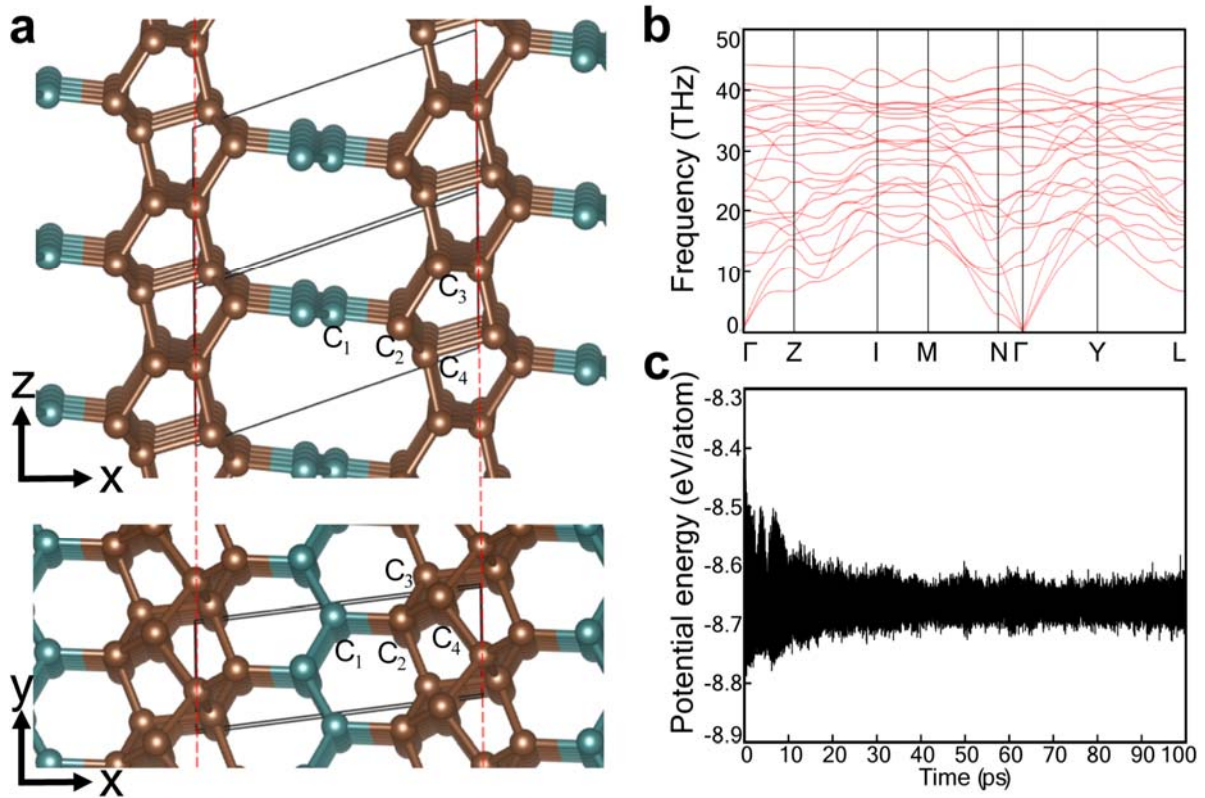 a
C₁
C₂
C₃
C₄
z
x
C₃
C₁
C₂
C₄
y
x
b
Frequency (THz)
50
40
30
20
10
0
Γ Z I M N Γ Y L
c
Potential energy (eV/atom)
-8.3
-8.4
-8.5
-8.6
-8.7
-8.8
-8.9
0 10 20 30 40 50 60 70 80 90 100
Time (ps)